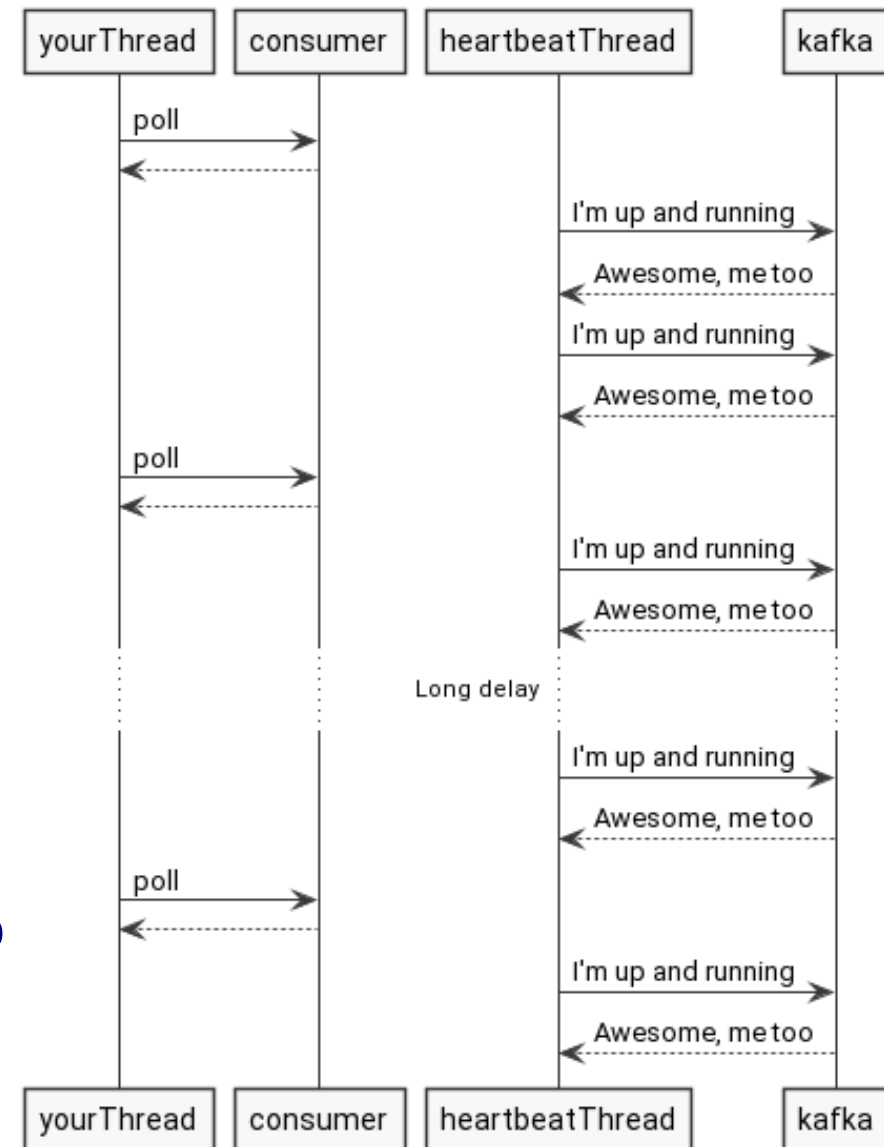 yourThread consumer heartbeatThread kafka
poll
I'm up and running
Awesome, me too
I'm up and running
Awesome, me too
poll
I'm up and running
Awesome, me too
Long delay
I'm up and running
Awesome, me too
poll
)
I'm up and running
Awesome, me too
yourThread consumer heartbeatThread kafka